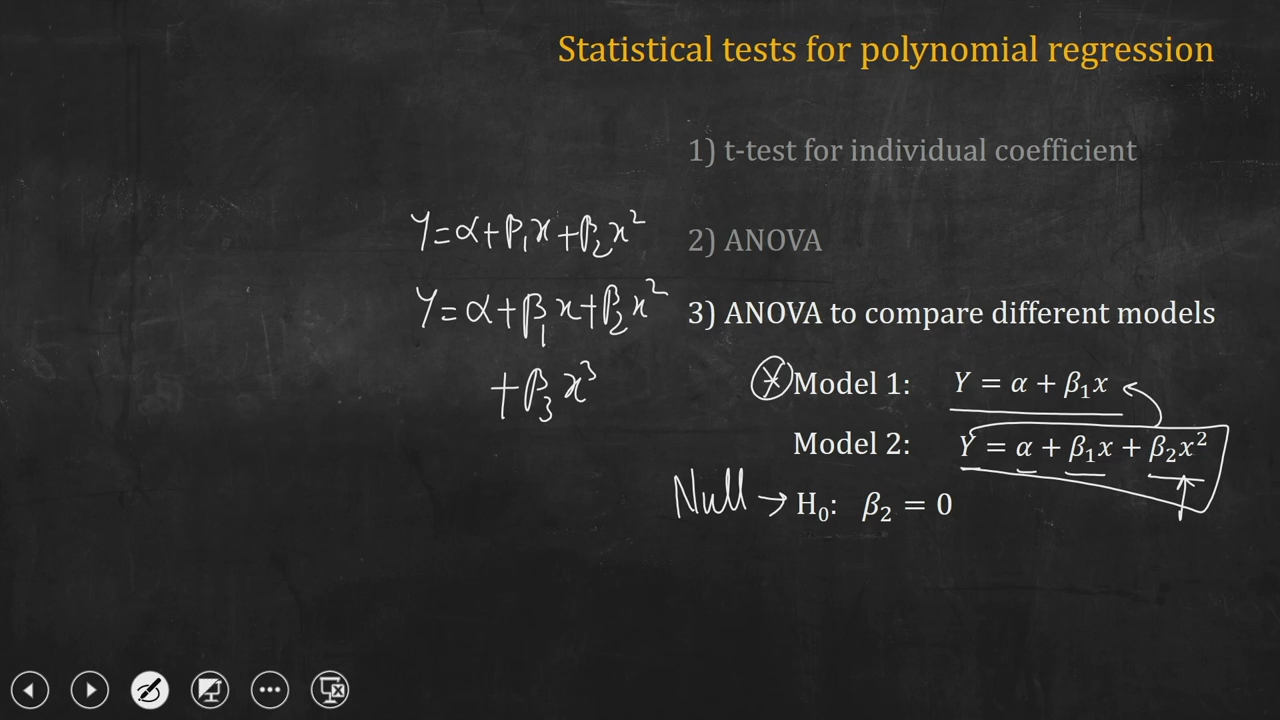 Statistical tests for polynomial regression
1) t-test for individual coefficient
2) ANOVA
3) ANOVA to compare different models
Model 1: Y = α + β₁x
Model 2: Y = α + β₁x + β₂x²
Null → H₀: β₂ = 0
Y = α + β₁x + β₂x²
Y = α + β₁x + β₂x²
+ β₃x³